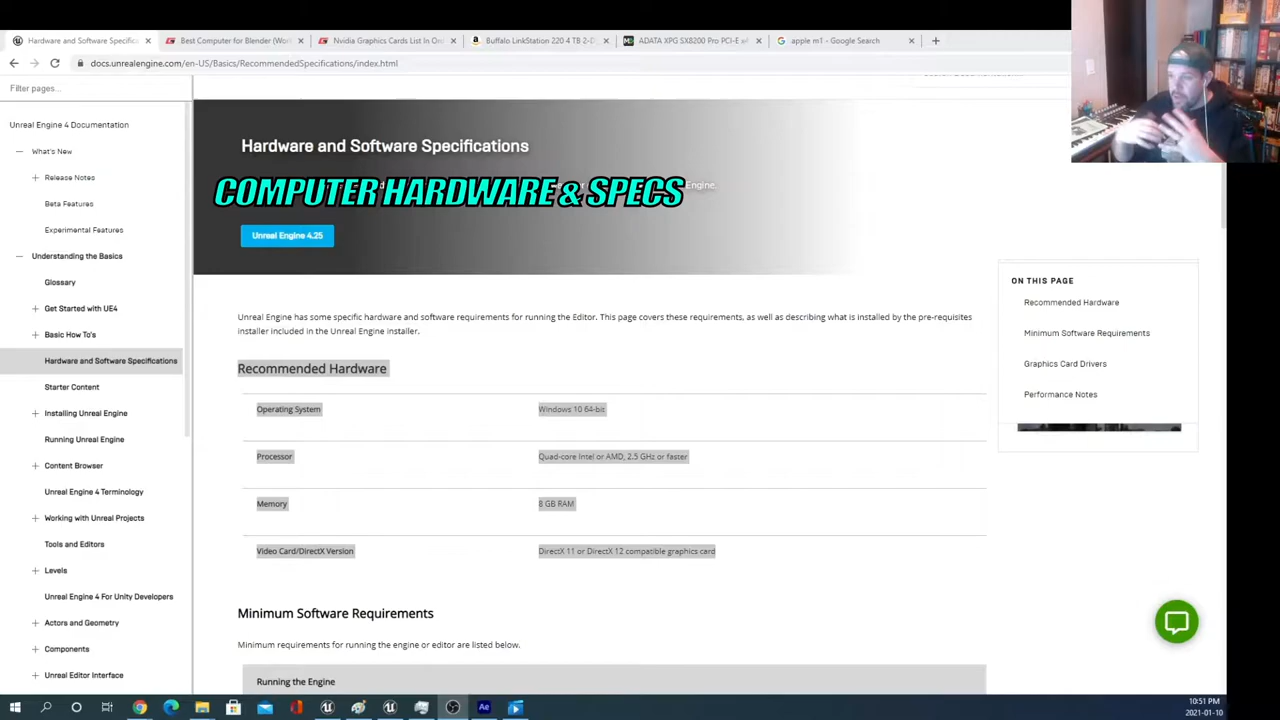 Hardware and Software Specifica
Best Computer for Blender (Wor
Nvidia Graphics Cards List In On
Buffalo LinkStation 220 4 TB 2-D
ADATA XPG SX8200 Pro PCI-E
apple m1 - Google Search
docs.unrealengine.com/en-US/Basics/RecommendedSpecifications/index.html
Filter pages...
Unreal Engine 4 Documentation
What's New
Release Notes
Beta Features
Experimental Features
Understanding the Basics
Glossary
Get Started with UE4
Basic How To's
Hardware and Software Specifications
Starter Content
Installing Unreal Engine
Running Unreal Engine
Content Browser
Unreal Engine 4 Terminology
Working with Unreal Projects
Tools and Editors
Levels
Unreal Engine 4 For Unity Developers
Actors and Geometry
Components
Unreal Editor Interface
Hardware and Software Specifications
COMPUTER HARDWARE & SPECS
Engine.
Unreal Engine 4.25
Unreal Engine has some specific hardware and software requirements for running the Editor. This page covers these requirements, as well as describing what is installed by the pre-requisites
installer included in the Unreal Engine installer.
Recommended Hardware
Operating System Windows 10 64-bit
Processor Quad-core Intel or AMD, 2.5 GHz or faster
Memory 8 GB RAM
Video Card/DirectX Version DirectX 11 or DirectX 12 compatible graphics card
Minimum Software Requirements
Minimum requirements for running the engine or editor are listed below.
Running the Engine
ON THIS PAGE
Recommended Hardware
Minimum Software Requirements
Graphics Card Drivers
Performance Notes
10:51 PM
2021-01-10